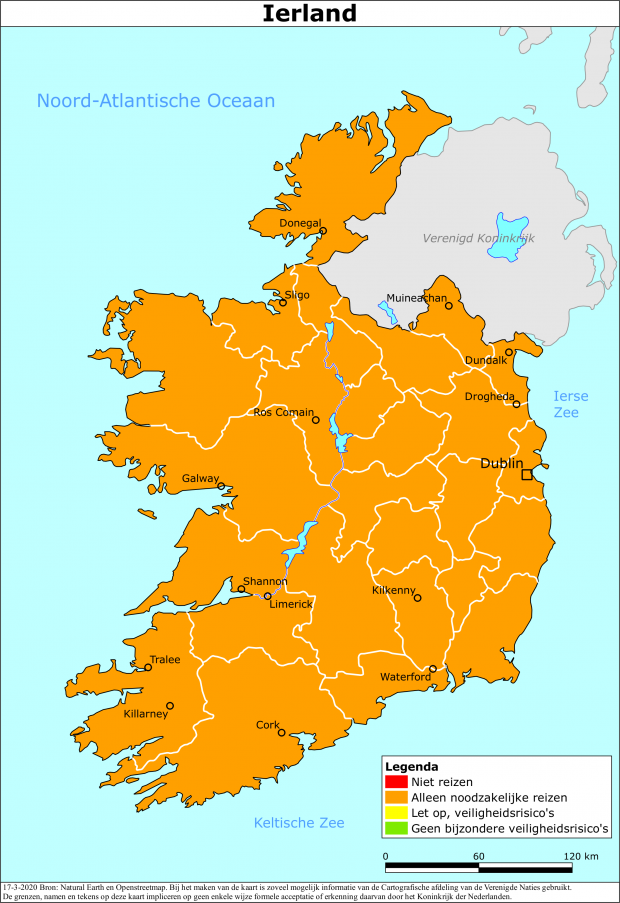 Ierland
Noord-Atlantische Oceaan
Donegal
Verenigd Koninkrijk
Sligo
Muineachan
Dundalk
Drogheda
Ierse
Zee
Ros Comain
Dublin
Galway
Shannon
Limerick
Kilkenny
Tralee
Waterford
Killarney
Cork
Keltische Zee
Legenda
Niet reizen
Alleen noodzakelijke reizen
Let op, veiligheidsrisico's
Geen bijzondere veiligheidsrisico's
0 60 120 km
17-3-2020 Bron: Natural Earth en Openstreetmap. Bij het maken van de kaart is zoveel mogelijk informatie van de Cartografische afdeling van de Verenigde Naties gebruikt.
De grenzen, namen en tekens op deze kaart impliceren op geen enkele wijze formele acceptatie of erkenning daarvan door het Koninkrijk der Nederlanden.